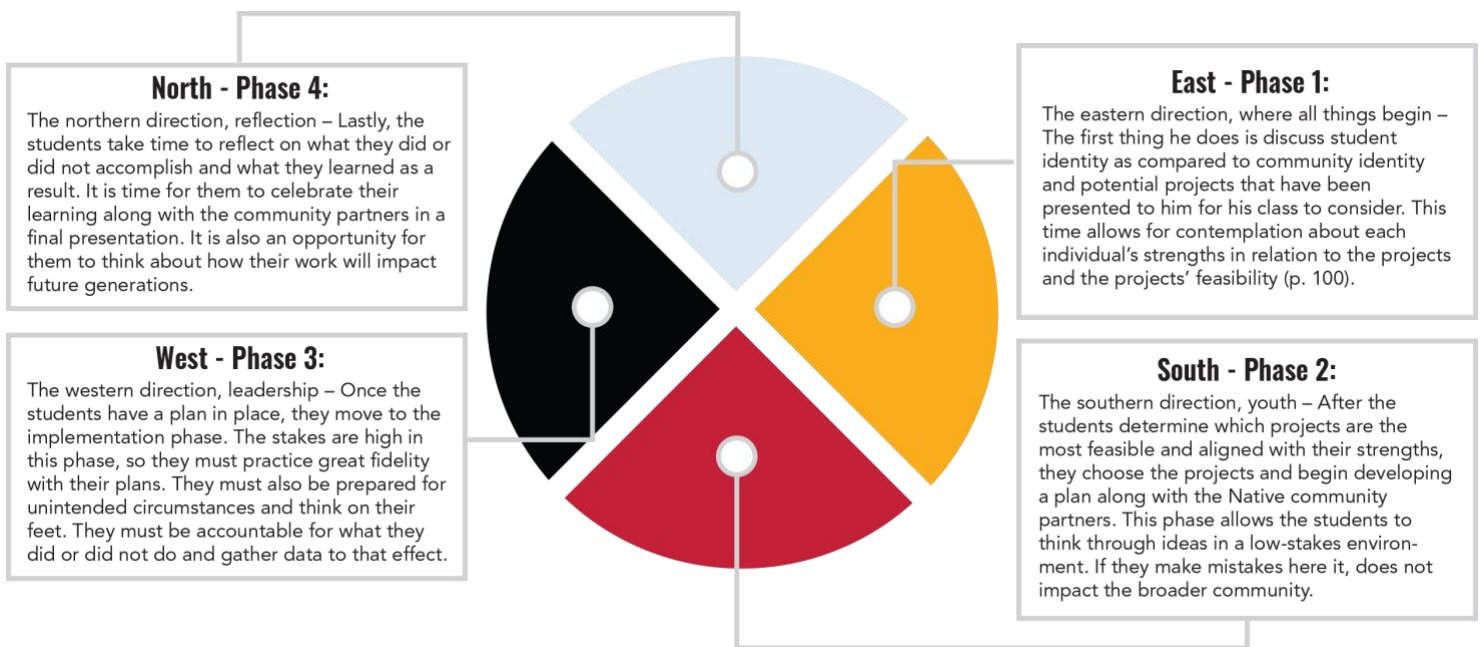 North - Phase 4:
The northern direction, reflection – Lastly, the
students take time to reflect on what they did or
did not accomplish and what they learned as a
result. It is time for them to celebrate their
learning along with the community partners in a
final presentation. It is also an opportunity for
them to think about how their work will impact
future generations.
East - Phase 1:
The eastern direction, where all things begin –
The first thing he does is discuss student
identity as compared to community identity
and potential projects that have been
presented to him for his class to consider. This
time allows for contemplation about each
individual’s strengths in relation to the projects
and the projects’ feasibility (p. 100).
West - Phase 3:
The western direction, leadership – Once the
students have a plan in place, they move to the
implementation phase. The stakes are high in
this phase, so they must practice great fidelity
with their plans. They must also be prepared for
unintended circumstances and think on their
feet. They must be accountable for what they
did or did not do and gather data to that effect.
South - Phase 2:
The southern direction, youth – After the
students determine which projects are the
most feasible and aligned with their strengths,
they choose the projects and begin developing
a plan along with the Native community
partners. This phase allows the students to
think through ideas in a low-stakes environ-
ment. If they make mistakes here it, does not
impact the broader community.